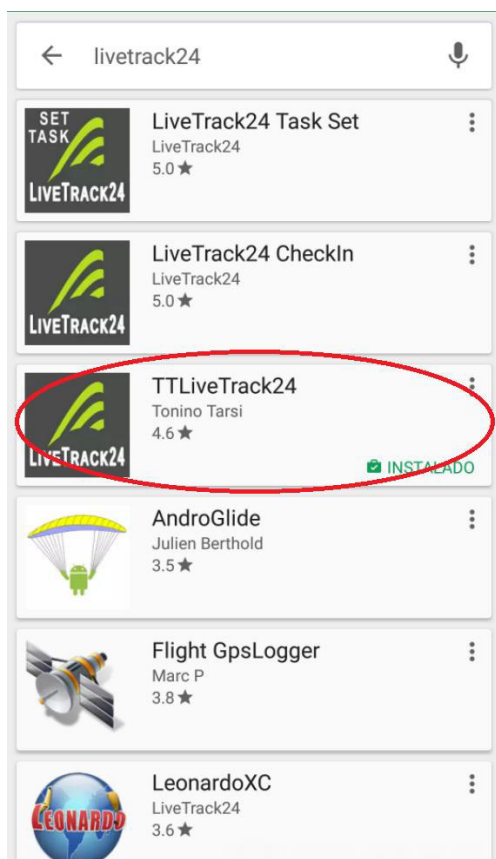 livetrack24
SET
TASK
LIVETRACK24
LiveTrack24 Task Set
LiveTrack24
5.0★
LIVETRACK24
LiveTrack24 CheckIn
LiveTrack24
5.0★
LIVETRACK24
TTLiveTrack24
Tonino Tarsi
4.6★
INSTALADO
AndroGlide
Julien Berthold
3.5★
Flight GpsLogger
Marc P
3.8★
LEONARDO
LeonardoXC
LiveTrack24
3.6★